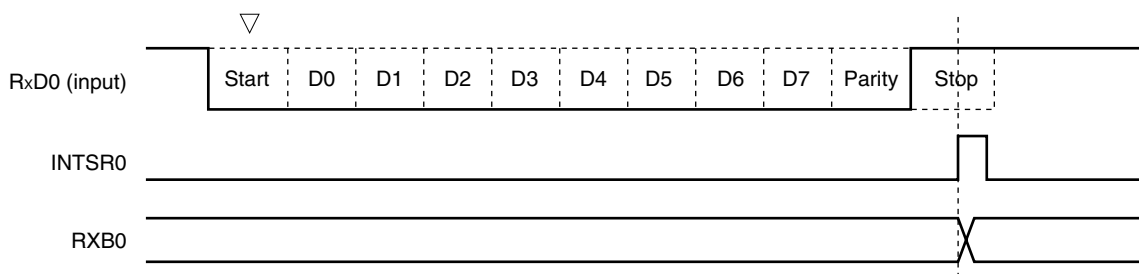 RxD0 (input) Start D0 D1 D2 D3 D4 D5 D6 D7 Parity Stop
INTSR0
RXB0